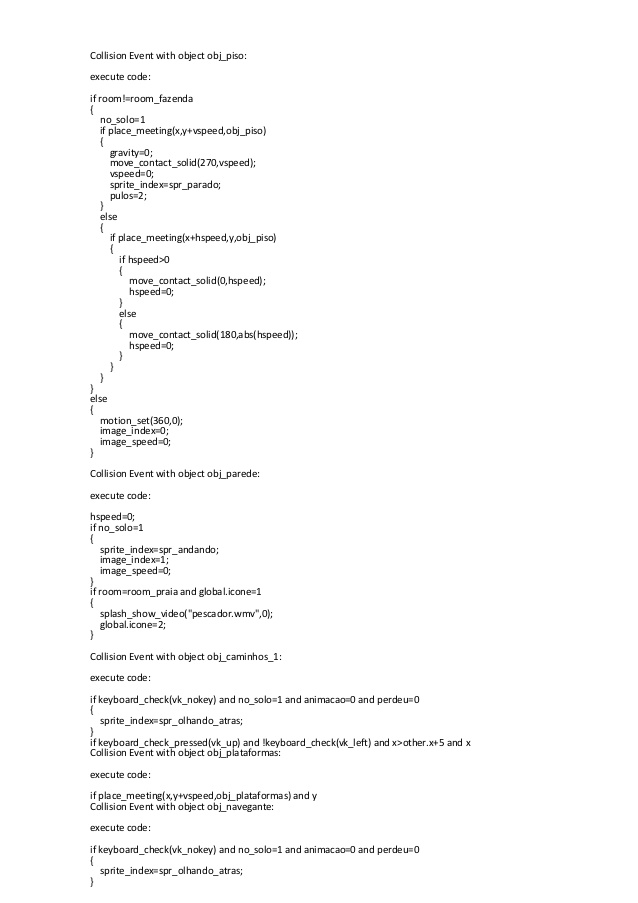 Collision Event with object obj_piso:
execute code:
if room!=room_fazenda
{
no_solo=1
if place_meeting(x,y+vspeed,obj_piso)
{
gravity=0;
move_contact_solid(270,vspeed);
vspeed=0;
sprite_index=spr_parado;
pulos=2;
}
else
{
if place_meeting(x+hspeed,y,obj_piso)
{
if hspeed>0
{
move_contact_solid(0,hspeed);
hspeed=0;
}
else
{
move_contact_solid(180,abs(hspeed));
hspeed=0;
}
}
}
}
else
{
motion_set(360,0);
image_index=0;
image_speed=0;
}
Collision Event with object obj_parede:
execute code:
hspeed=0;
if no_solo=1
{
sprite_index=spr_andando;
image_index=1;
image_speed=0;
}
if room=room_praia and global.icone=1
{
splash_show_video("pescador.wmv",0);
global.icone=2;
}
Collision Event with object obj_caminhos_1:
execute code:
if keyboard_check(vk_nokey) and no_solo=1 and animacao=0 and perdeu=0
{
sprite_index=spr_olhando_atras;
}
if keyboard_check_pressed(vk_up) and !keyboard_check(vk_left) and x>other.x+5 and x
Collision Event with object obj_plataformas:
execute code:
if place_meeting(x,y+vspeed,obj_plataformas) and y
Collision Event with object obj_navegante:
execute code:
if keyboard_check(vk_nokey) and no_solo=1 and animacao=0 and perdeu=0
{
sprite_index=spr_olhando_atras;
}